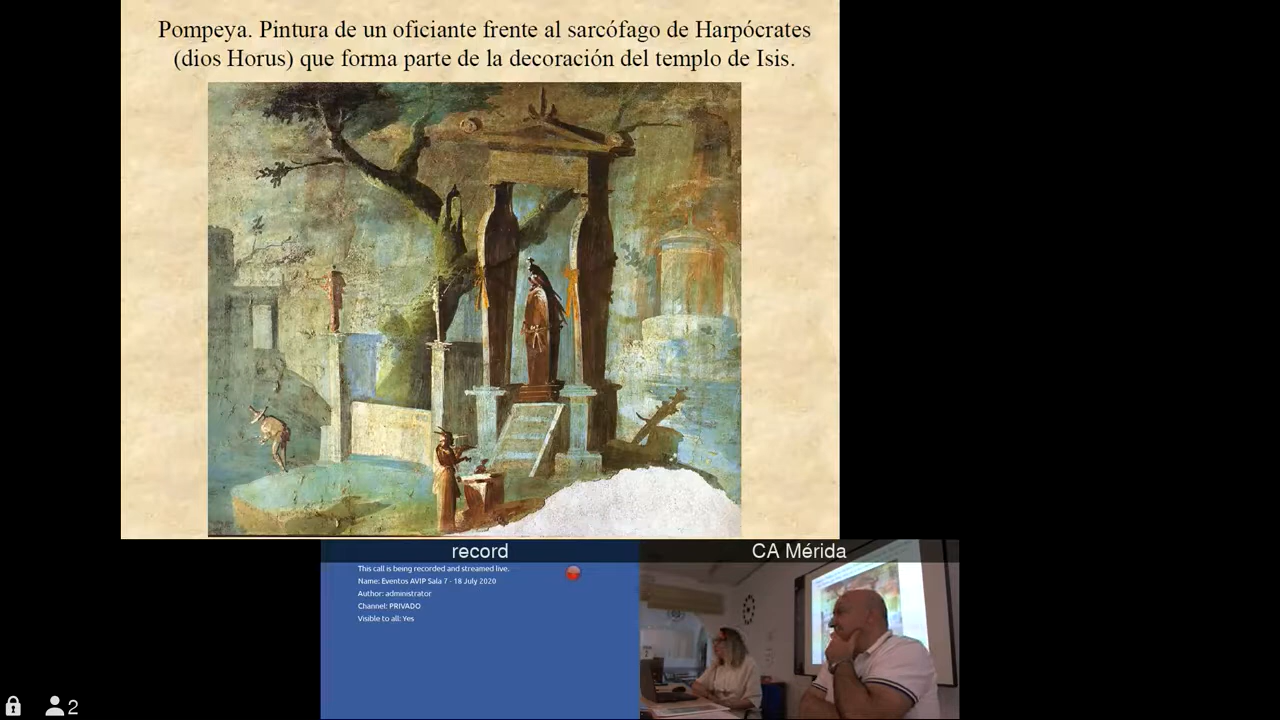 Pompeya. Pintura de un oficiante frente al sarcófago de Harpócrates
(dios Horus) que forma parte de la decoración del templo de Isis.
record
CA Mérida
This call is being recorded and streamed live.
Name: Eventos AVIP Sala 7 - 18 July 2020
Author: administrator
Channel: PRIVADO
Visible to all: Yes
2